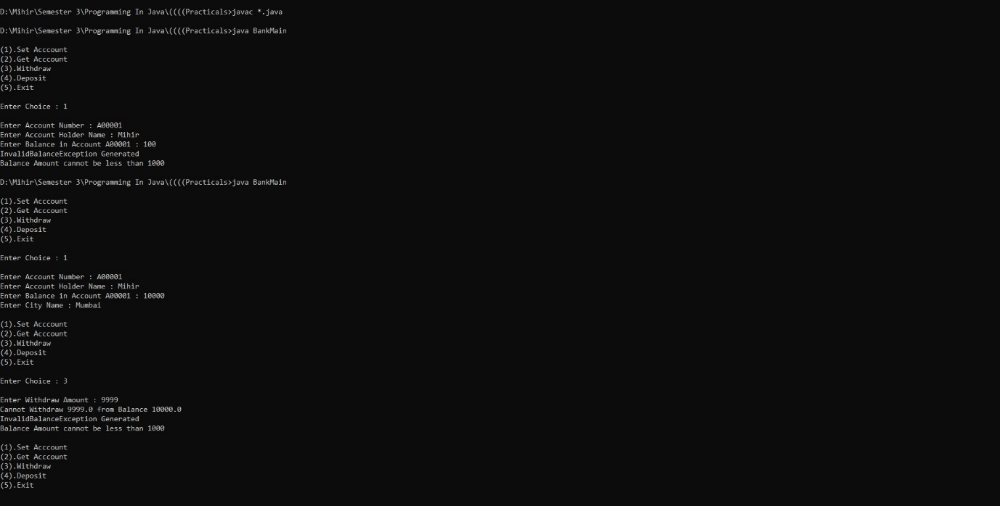 D:\Mihir\Semester 3\Programming In Java\((((Practicals>javac *.java
D:\Mihir\Semester 3\Programming In Java\((((Practicals>java BankMain
(1).Set Acccount
(2).Get Acccount
(3).Withdraw
(4).Deposit
(5).Exit
Enter Choice : 1
Enter Account Number : A00001
Enter Account Holder Name : Mihir
Enter Balance in Account A00001 : 100
InvalidBalanceException Generated
Balance Amount cannot be less than 1000
D:\Mihir\Semester 3\Programming In Java\((((Practicals>java BankMain
(1).Set Acccount
(2).Get Acccount
(3).Withdraw
(4).Deposit
(5).Exit
Enter Choice : 1
Enter Account Number : A00001
Enter Account Holder Name : Mihir
Enter Balance in Account A00001 : 10000
Enter City Name : Mumbai
(1).Set Acccount
(2).Get Acccount
(3).Withdraw
(4).Deposit
(5).Exit
Enter Choice : 3
Enter Withdraw Amount : 9999
Cannot Withdraw 9999.0 from Balance 10000.0
InvalidBalanceException Generated
Balance Amount cannot be less than 1000
(1).Set Acccount
(2).Get Acccount
(3).Withdraw
(4).Deposit
(5).Exit